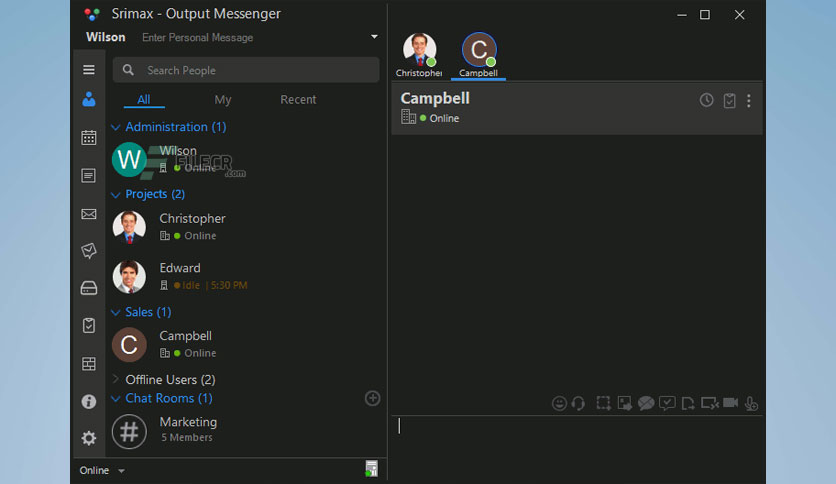 Srimax - Output Messenger
Wilson Enter Personal Message
Search People
All My Recent
Administration (1)
W Wilson
Online
FILECR
.com
Projects (2)
Christopher
Online
Edward
Idle | 5:30 PM
Sales (1)
C Campbell
Online
Offline Users (2)
Chat Rooms (1)
# Marketing
5 Members
Online
C
Christopher Campbell
Campbell
Online